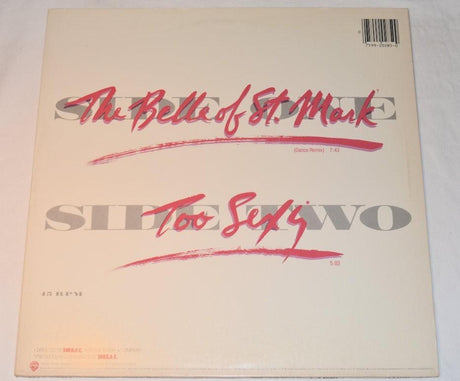 SIDE ONE
The Belle of St. Mark
(Dance Remix) 7:43
SIDE TWO
Too Sexy
5:03
45 RPM